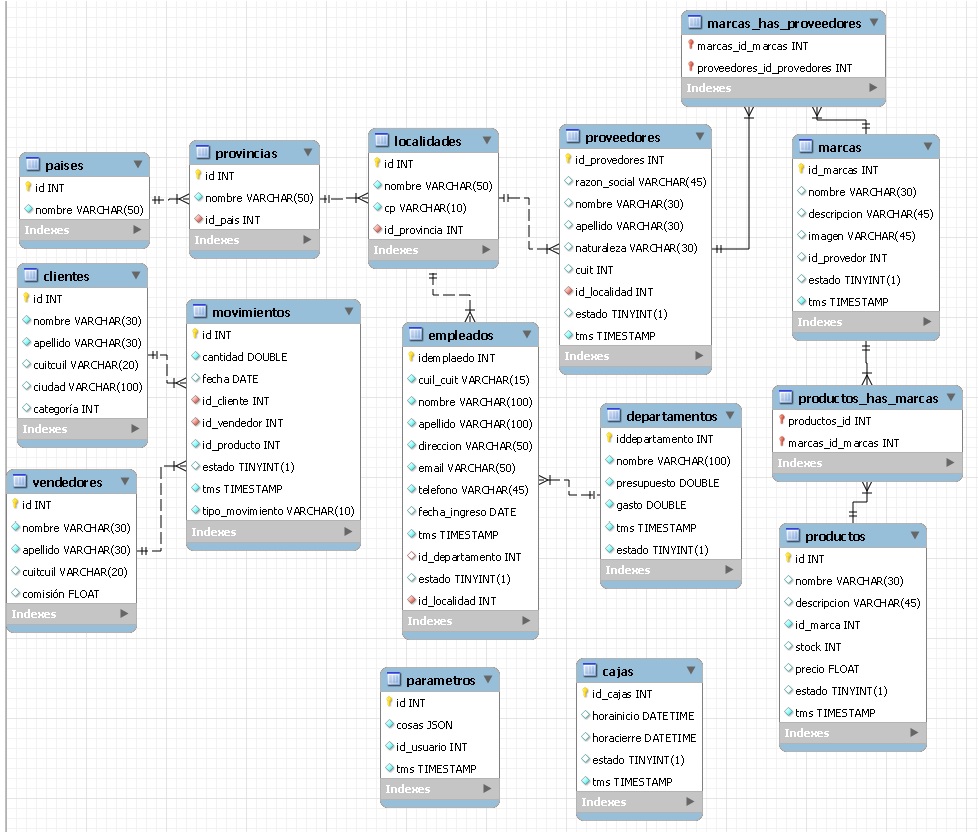 marcas_has_proveedores
marcas_id_marcas INT
proveedores_id_provedores INT
Indexes
paises
id INT
nombre VARCHAR(50)
Indexes
provincias
id INT
nombre VARCHAR(50)
id_pais INT
Indexes
localidades
id INT
nombre VARCHAR(50)
cp VARCHAR(10)
id_provincia INT
Indexes
proveedores
id_provedores INT
razon_social VARCHAR(45)
nombre VARCHAR(30)
apellido VARCHAR(30)
naturaleza VARCHAR(30)
cuit INT
id_localidad INT
estado TINYINT(1)
tms TIMESTAMP
Indexes
marcas
id_marcas INT
nombre VARCHAR(30)
descripcion VARCHAR(45)
imagen VARCHAR(45)
id_provedor INT
estado TINYINT(1)
tms TIMESTAMP
Indexes
clientes
id INT
nombre VARCHAR(30)
apellido VARCHAR(30)
cuitcuil VARCHAR(20)
ciudad VARCHAR(100)
categoría INT
Indexes
movimientos
id INT
cantidad DOUBLE
fecha DATE
id_cliente INT
id_vendedor INT
id_producto INT
estado TINYINT(1)
tms TIMESTAMP
tipo_movimiento VARCHAR(10)
Indexes
empleados
idemplaedo INT
cuil_cuit VARCHAR(15)
nombre VARCHAR(100)
apellido VARCHAR(100)
direccion VARCHAR(50)
email VARCHAR(50)
telefono VARCHAR(45)
fecha_ingreso DATE
tms TIMESTAMP
id_departamento INT
estado TINYINT(1)
id_localidad INT
Indexes
departamentos
iddepartamento INT
nombre VARCHAR(100)
presupuesto DOUBLE
gasto DOUBLE
tms TIMESTAMP
estado TINYINT(1)
Indexes
productos_has_marcas
productos_id INT
marcas_id_marcas INT
Indexes
vendedores
id INT
nombre VARCHAR(30)
apellido VARCHAR(30)
cuitcuil VARCHAR(20)
comisión FLOAT
Indexes
productos
id INT
nombre VARCHAR(30)
descripcion VARCHAR(45)
id_marca INT
stock INT
precio FLOAT
estado TINYINT(1)
tms TIMESTAMP
Indexes
parametros
id INT
cosas JSON
id_usuario INT
tms TIMESTAMP
Indexes
cajas
id_cajas INT
horainicio DATETIME
horacierre DATETIME
estado TINYINT(1)
tms TIMESTAMP
Indexes